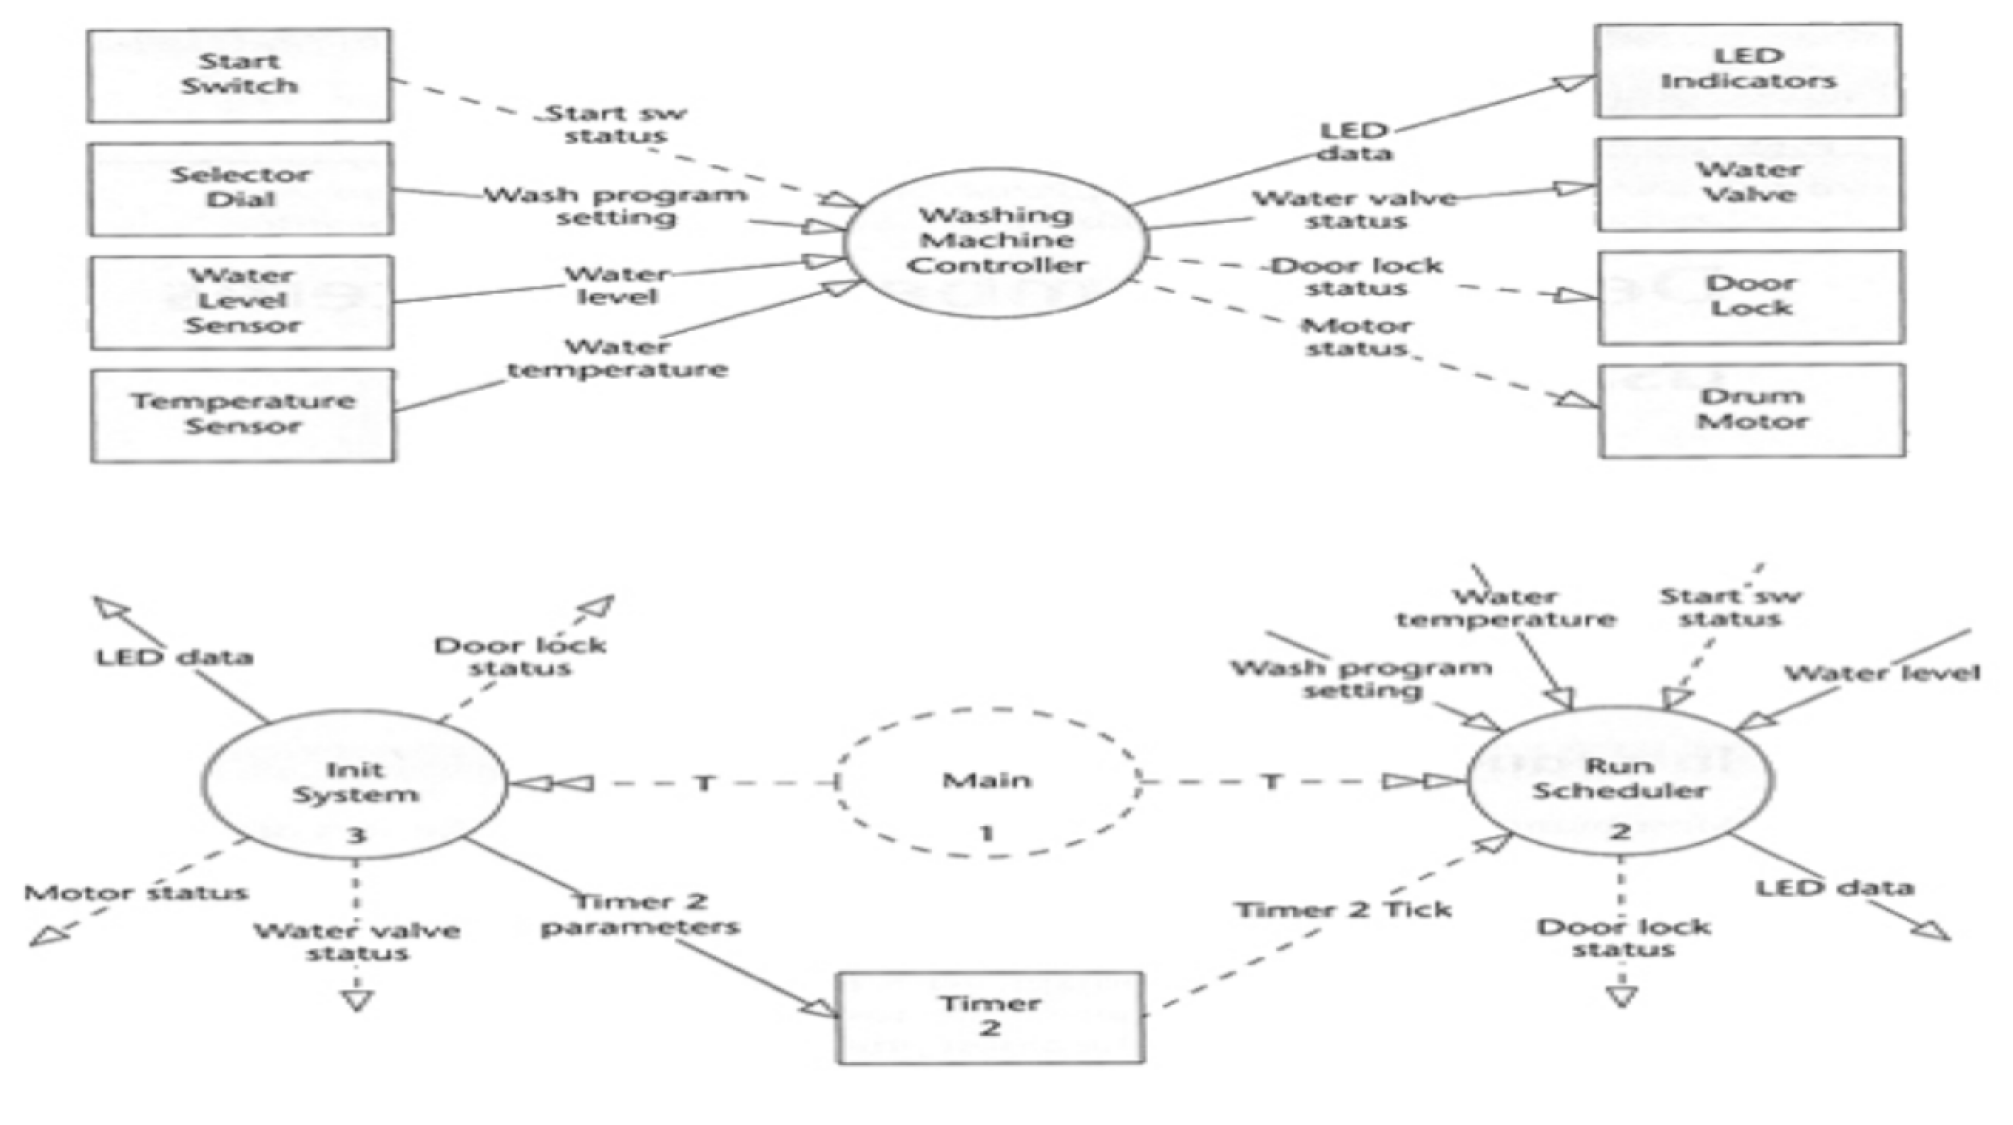 Start
Switch
Selector
Dial
Water
Level
Sensor
Temperature
Sensor
Start sw
status
Wash program
setting
Water
level
Water
temperature
Washing
Machine
Controller
LED
data
Water valve
status
Door lock
status
Motor
status
LED
Indicators
Water
Valve
Door
Lock
Drum
Motor
LED data
Door lock
status
Init
System
3
Motor status
Water valve
status
Timer 2
parameters
T
Main
1
T
Timer
2
Timer 2 Tick
Wash program
setting
Water
temperature
Start sw
status
Water level
Run
Scheduler
2
Door lock
status
LED data